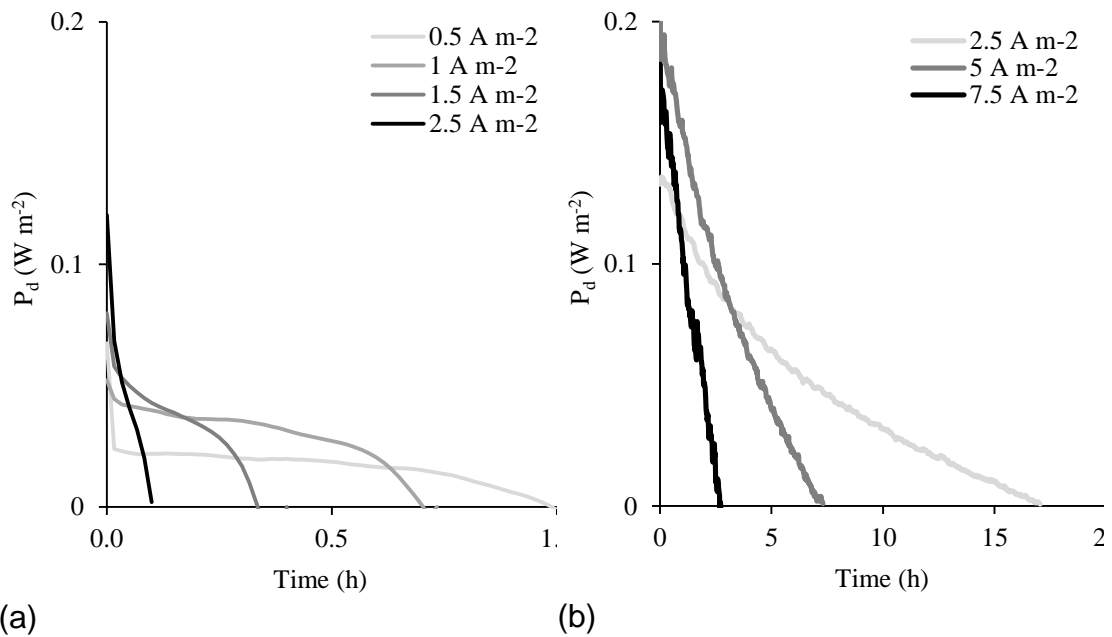 0.2
0.5 A m-2
1 A m-2
1.5 A m-2
2.5 A m-2
0.1
0
P_d (W m⁻²)
0.0
0.5
1.
Time (h)
(a)
0.2
2.5 A m-2
5 A m-2
7.5 A m-2
0.1
0
P_d (W m⁻²)
0
5
10
15
2
Time (h)
(b)